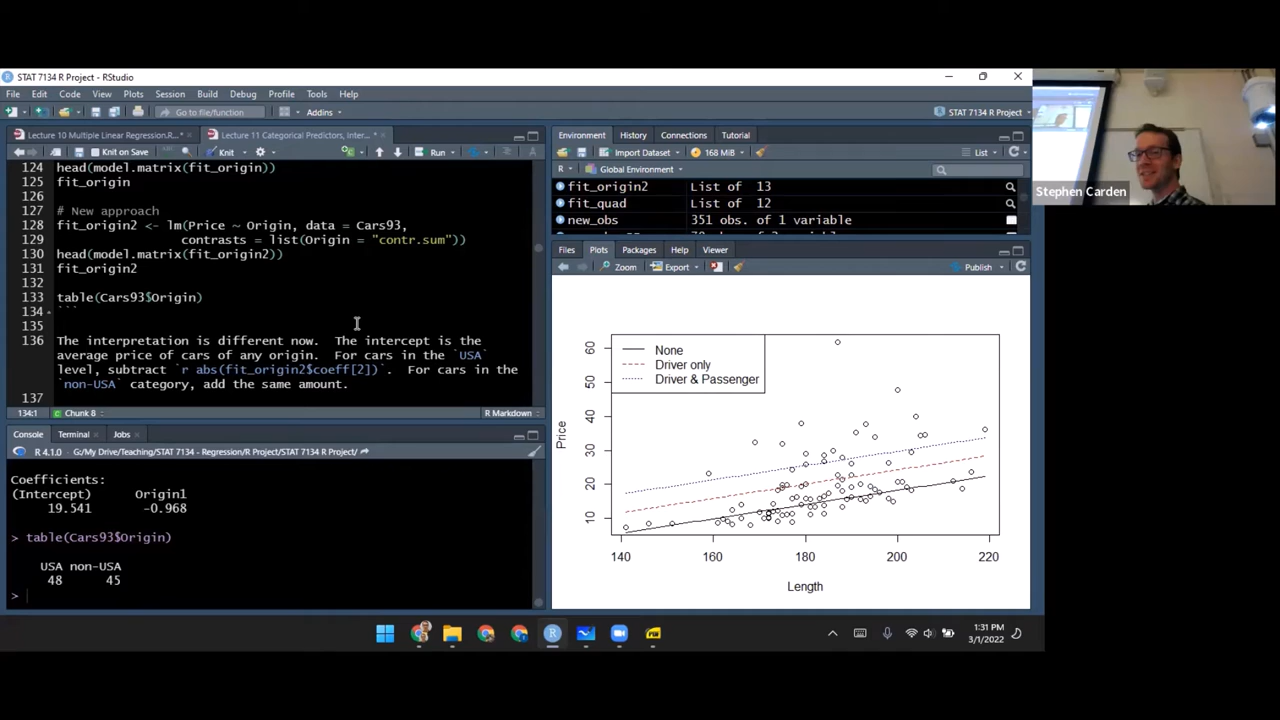 STAT 7134 R Project - RStudio
File Edit Code View Plots Session Build Debug Profile Tools Help
Go to file/function
Addins
STAT 7134 R Project
Lecture 10 Multiple Linear Regression.R...
Lecture 11 Categorical Predictors, Inter...
Knit on Save
Knit
Run
124 head(model.matrix(fit_origin))
125 fit_origin
126
127 # New approach
128 fit_origin2 <- lm(Price ~ Origin, data = Cars93,
129 contrasts = list(Origin = "contr.sum"))
130 head(model.matrix(fit_origin2))
131 fit_origin2
132
133 table(Cars93$Origin)
134 ```
135
136 The interpretation is different now. The intercept is the
average price of cars of any origin. For cars in the `USA`
level, subtract `r abs(fit_origin2$coeff[2])`. For cars in the
`non-USA` category, add the same amount.
137
134:1
Chunk 8
R Markdown
Console Terminal Jobs
R 4.1.0 G:/My Drive/Teaching/STAT 7134 - Regression/R Project/STAT 7134 R Project/
Coefficients:
(Intercept) Origin1
19.541 -0.968
> table(Cars93$Origin)
USA non-USA
48 45
>
Environment History Connections Tutorial
Import Dataset
168 MiB
List
R
Global Environment
fit_origin2 List of 13
fit_quad List of 12
new_obs 351 obs. of 1 variable
Files Plots Packages Help Viewer
Zoom
Export
Publish
None
Driver only
Driver & Passenger
Price
60
50
40
30
20
10
140 160 180 200 220
Length
Stephen Carden
1:31 PM
3/1/2022